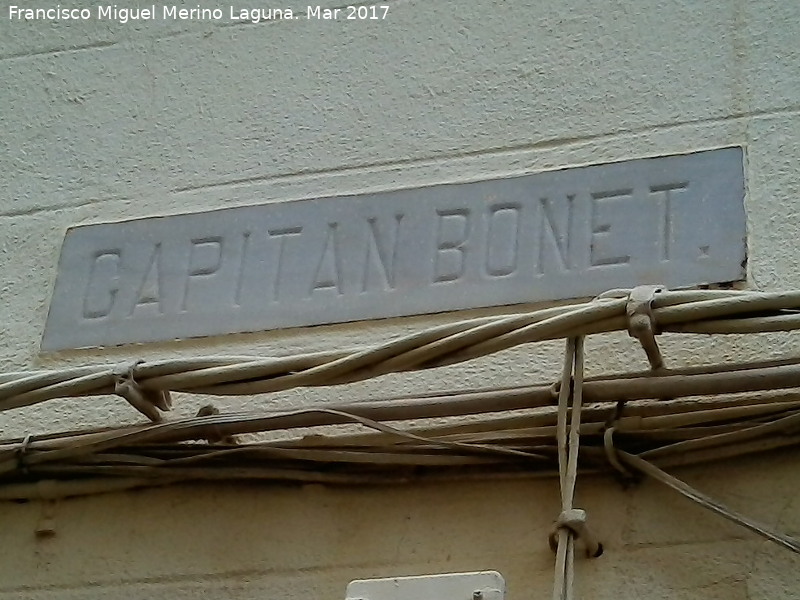 Francisco Miguel Merino Laguna. Mar 2017
CAPITAN BONET.